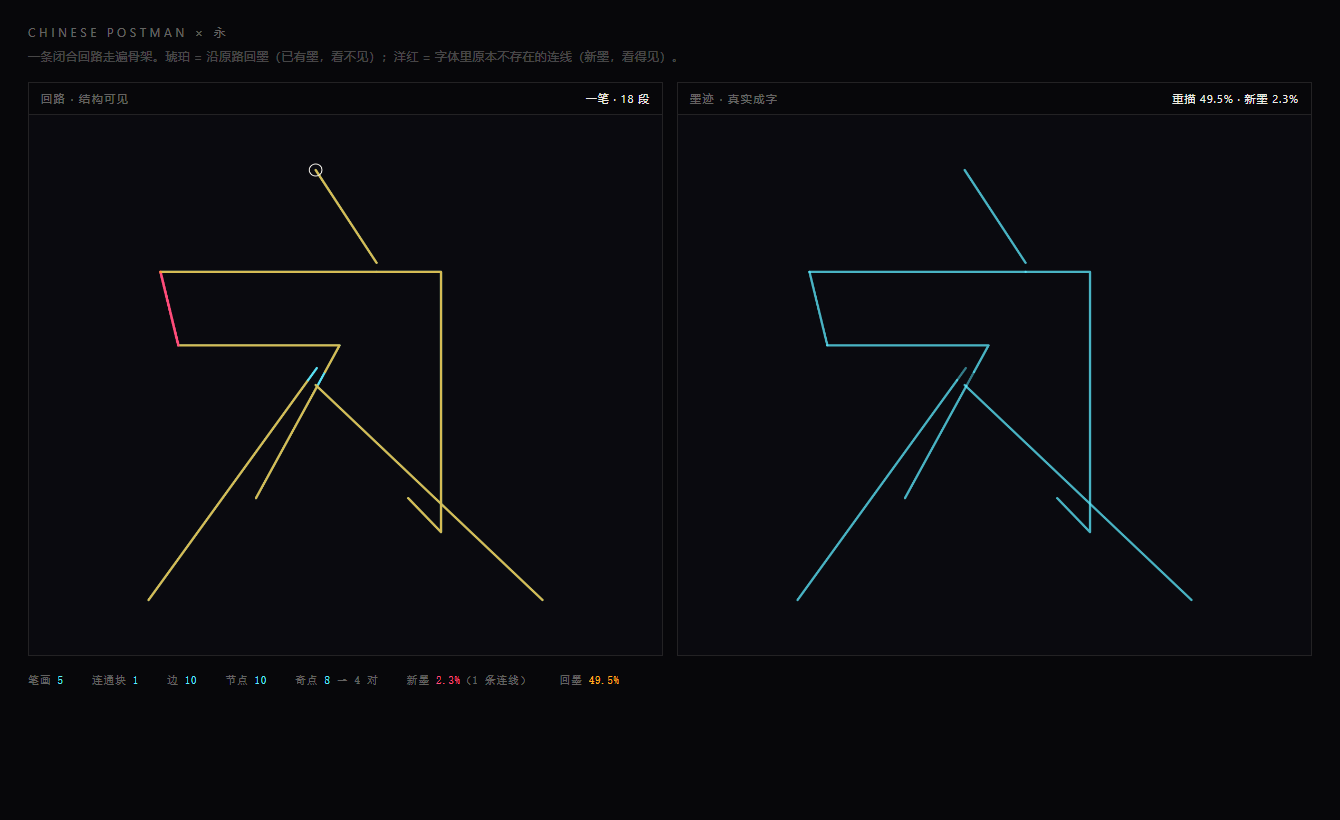 CHINESE POSTMAN × 永
一条闭合回路走遍骨架。琥珀 = 沿原路回墨（已有墨，看不见）；洋红 = 字体里原本不存在的连线（新墨，看得见）。
回路 · 结构可见
一笔 · 18 段
墨迹 · 真实成字
重描 49.5% · 新墨 2.3%
笔画 5 连通块 1 边 10 节点 10 奇点 8 → 4 对 新墨 2.3%（1 条连线） 回墨 49.5%